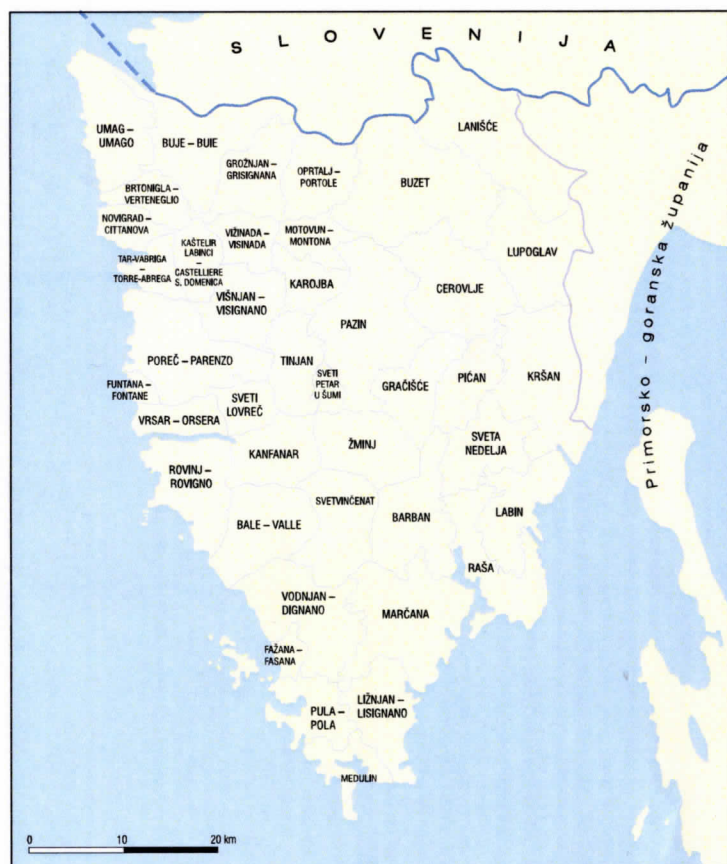 S L O V E N I J A
LANIŠĆE
UMAG –
UMAGO
BUJE – BUIE
GROŽNJAN –
GRISIGNANA
OPRTALJ –
PORTOLE
BUZET
BRTONIGLA –
VERTENEGLIO
NOVIGRAD –
CITTANOVA
VIŽINADA –
VISINADA
MOTOVUN –
MONTONA
KAŠTELIR
LABINCI
–
CASTELLIERE
S. DOMENICA
TAR-VABRIGA
–
TORRE-ABREGA
LUPOGLAV
KAROJBA
CEROVLJE
VIŠNJAN –
VISIGNANO
PAZIN
POREČ – PARENZO
TINJAN
SVETI
PETAR
U ŠUMI
GRAČIŠĆE
PIĆAN
KRŠAN
FUNTANA –
FONTANE
SVETI
LOVREČ
VRSAR – ORSERA
KANFANAR
ŽMINJ
SVETA
NEDELJA
ROVINJ –
ROVIGNO
SVETVINČENAT
BALE – VALLE
BARBAN
LABIN
RAŠA
VODNJAN –
DIGNANO
MARČANA
FAŽANA –
FASANA
PULA –
POLA
LIŽNJAN –
LISIGNANO
MEDULIN
Primorsko – goranska županija
0 10 20 km